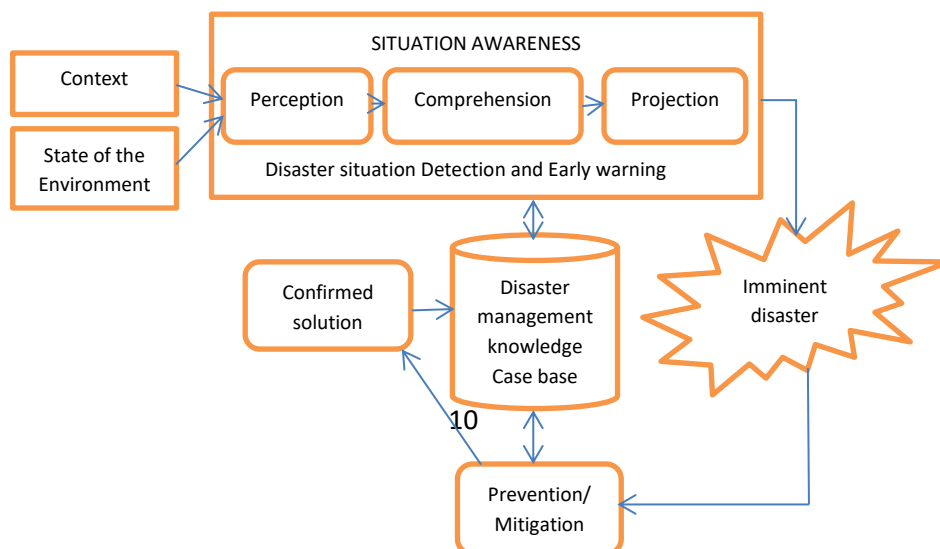 SITUATION AWARENESS
Context
Perception
Comprehension
Projection
State of the
Environment
Disaster situation Detection and Early warning
Confirmed
solution
Disaster
management
knowledge
Case base
Imminent
disaster
10
Prevention/
Mitigation